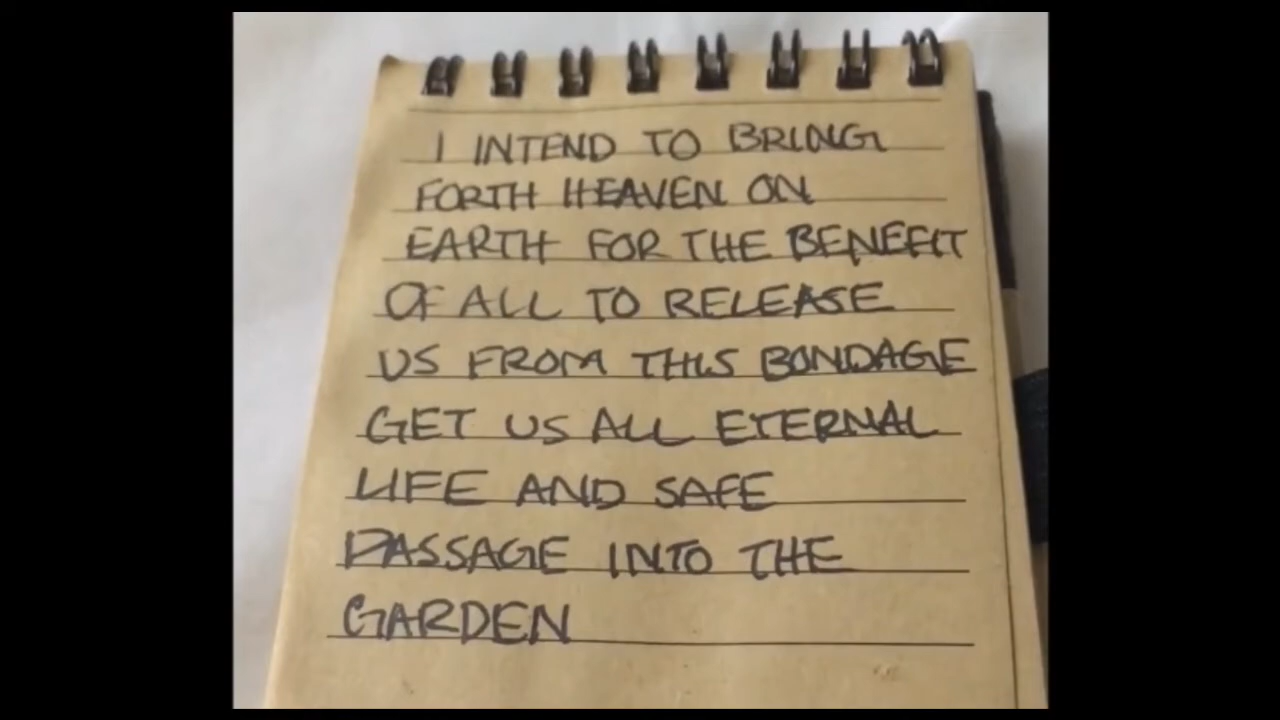 I INTEND TO BRING
FORTH HEAVEN ON
EARTH FOR THE BENEFIT
OF ALL TO RELEASE
US FROM THIS BONDAGE
GET US ALL ETERNAL
LIFE AND SAFE
PASSAGE INTO THE
GARDEN